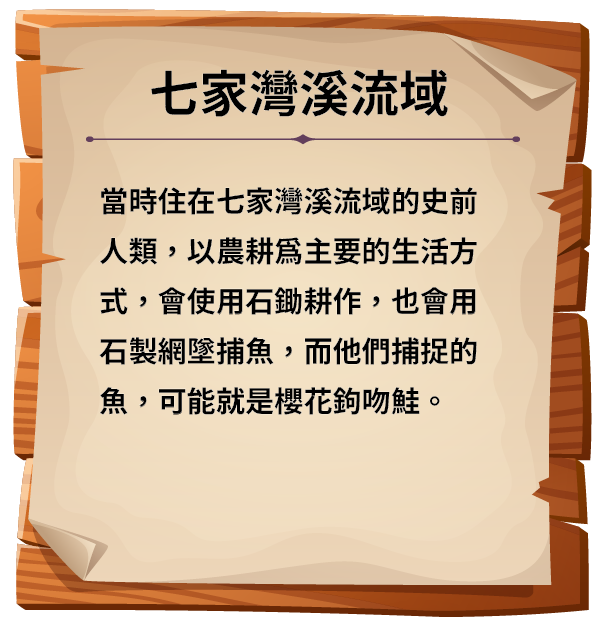 七家灣溪流域
當時住在七家灣溪流域的史前
人類，以農耕為主要的生活方
式，會使用石鋤耕作，也會用
石製網墜捕魚，而他們捕捉的
魚，可能就是櫻花鉤吻鮭。